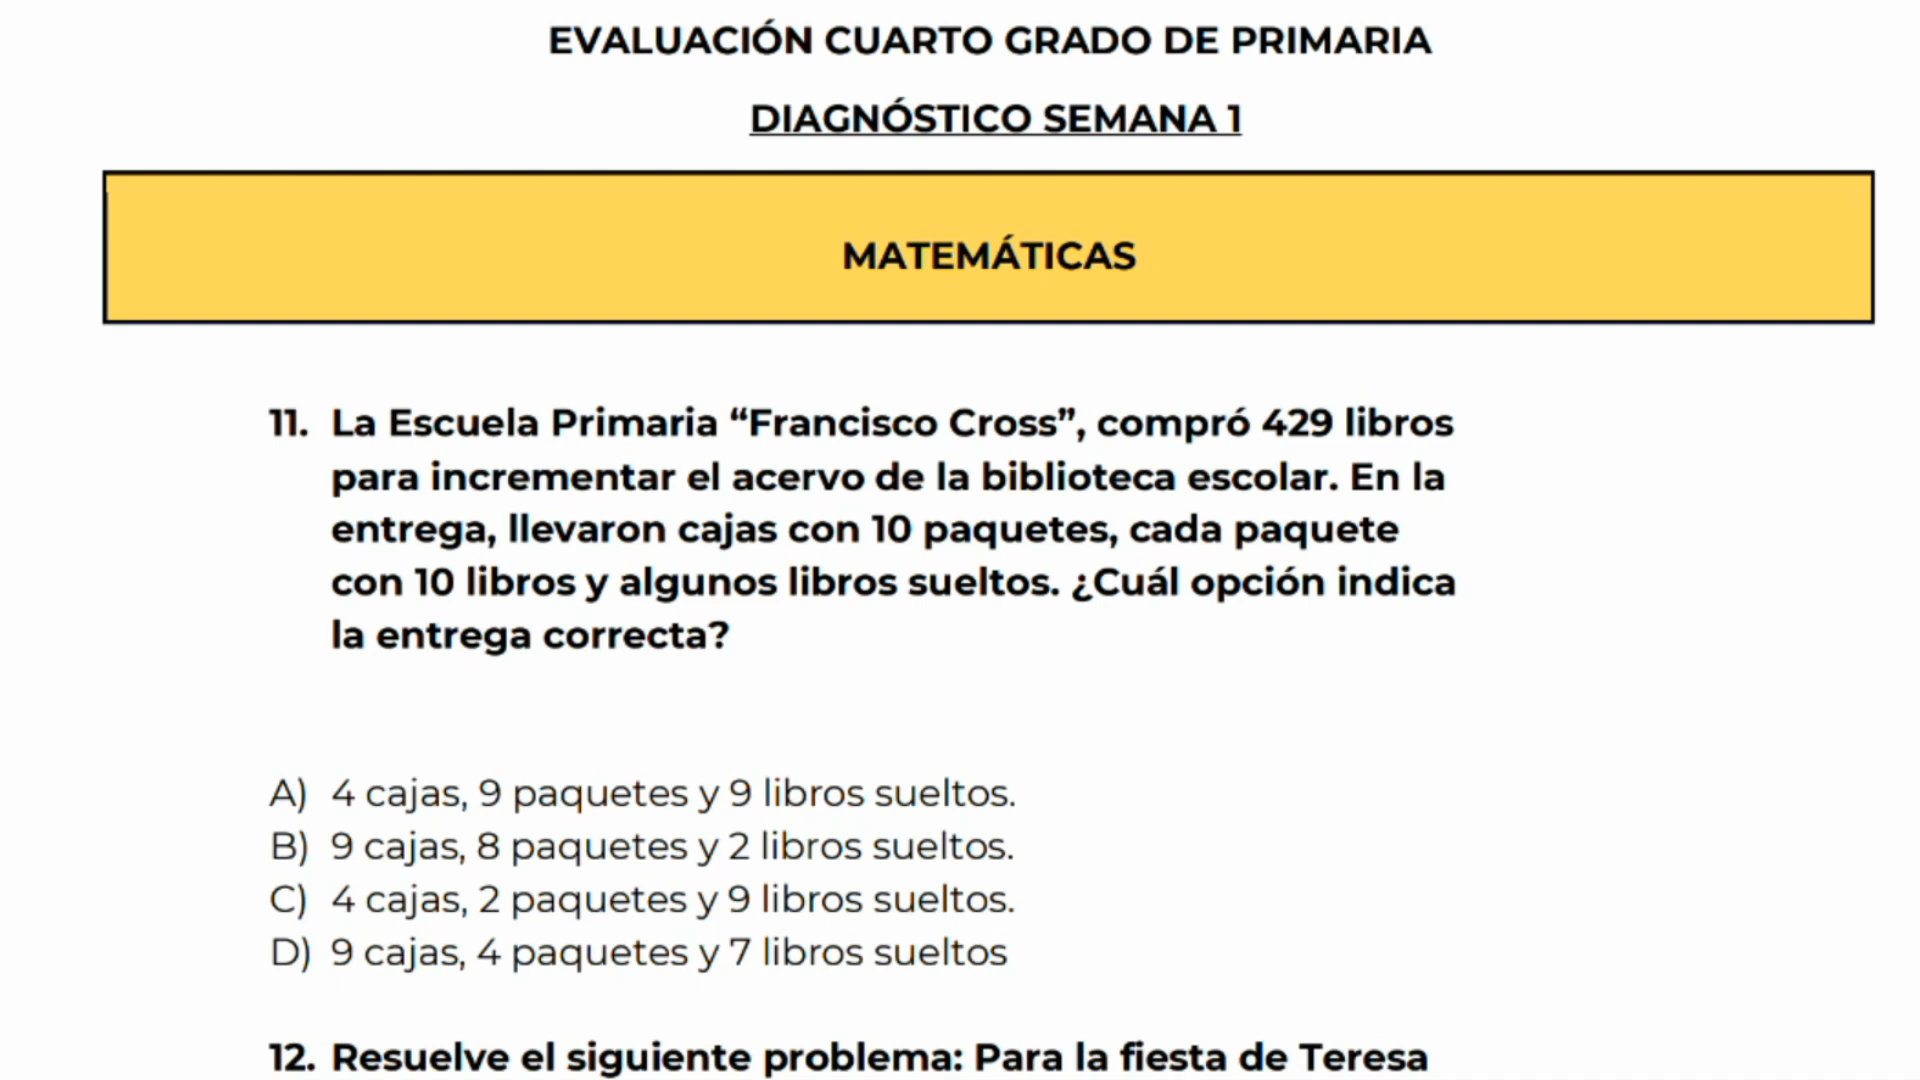 EVALUACIÓN CUARTO GRADO DE PRIMARIA
DIAGNÓSTICO SEMANA 1
MATEMÁTICAS
11. La Escuela Primaria “Francisco Cross”, compró 429 libros
para incrementar el acervo de la biblioteca escolar. En la
entrega, llevaron cajas con 10 paquetes, cada paquete
con 10 libros y algunos libros sueltos. ¿Cuál opción indica
la entrega correcta?
A) 4 cajas, 9 paquetes y 9 libros sueltos.
B) 9 cajas, 8 paquetes y 2 libros sueltos.
C) 4 cajas, 2 paquetes y 9 libros sueltos.
D) 9 cajas, 4 paquetes y 7 libros sueltos
12. Resuelve el siguiente problema: Para la fiesta de Teresa